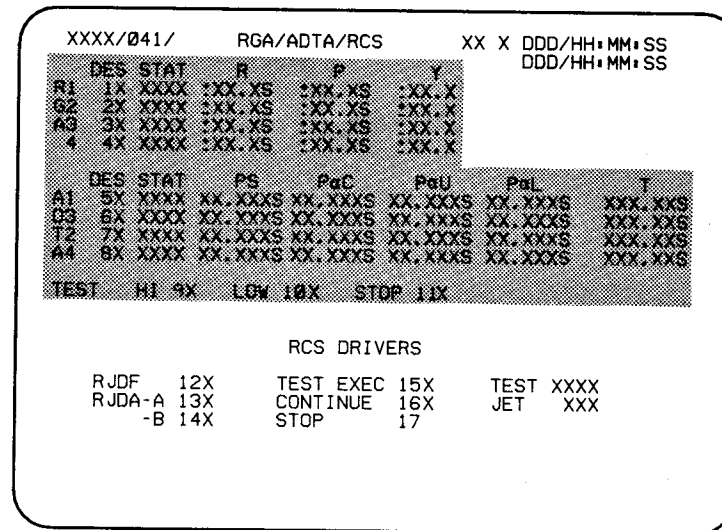 XXXX/041/ RGA/ADTA/RCS XX X DDD/HH:MM:SS
DDD/HH:MM:SS
DES STAT R P Y
R1 1X XXXX ±XX.XS ±XX.XS ±XX.X
G2 2X XXXX ±XX.XS ±XX.XS ±XX.X
A3 3X XXXX ±XX.XS ±XX.XS ±XX.X
4 4X XXXX ±XX.XS ±XX.XS ±XX.X
DES STAT PS PαC PαU PαL T
A1 5X XXXX XX.XXXS XX.XXXS XX.XXXS XX.XXXS XXX.XXS
D3 6X XXXX XX.XXXS XX.XXXS XX.XXXS XX.XXXS XXX.XXS
T2 7X XXXX XX.XXXS XX.XXXS XX.XXXS XX.XXXS XXX.XXS
A4 8X XXXX XX.XXXS XX.XXXS XX.XXXS XX.XXXS XXX.XXS
TEST HI 9X LOW 10X STOP 11X
RCS DRIVERS
RJDF 12X TEST EXEC 15X TEST XXXX
RJDA-A 13X CONTINUE 16X JET XXX
-B 14X STOP 17